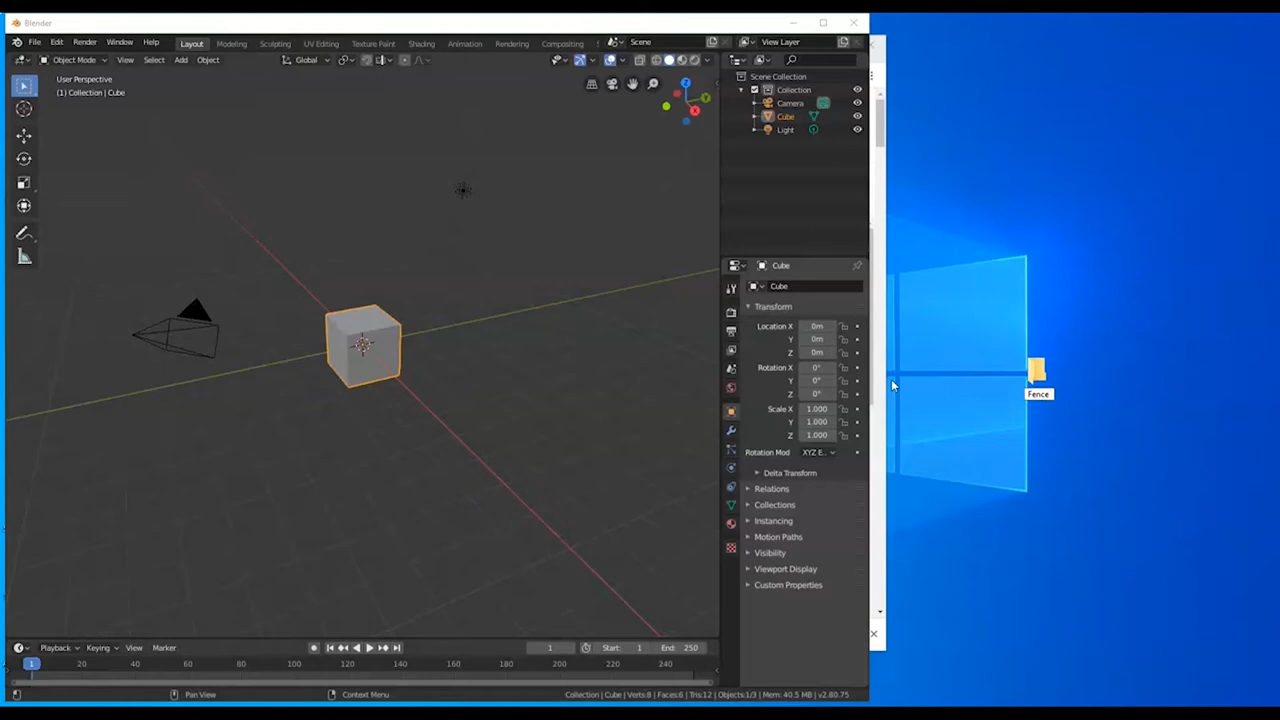 Blender
File Edit Render Window Help Layout Modeling Sculpting UV Editing Texture Paint Shading Animation Rendering Compositing Scene View Layer
Object Mode View Select Add Object Global
User Perspective
(1) Collection | Cube
Scene Collection
Collection
Camera
Cube
Light
Cube
Cube
Transform
Location X 0m
Y 0m
Z 0m
Rotation X 0°
Y 0°
Z 0°
Scale X 1.000
Y 1.000
Z 1.000
Rotation Mod XYZ E..
Delta Transform
Relations
Collections
Instancing
Motion Paths
Visibility
Viewport Display
Custom Properties
Fence
Playback Keying View Marker 1 Start: 1 End: 250
1 20 40 60 80 100 120 140 160 180 200 220 240
Pan View Context Menu Collection | Cube | Verts:8 | Faces:6 | Tris:12 | Objects:1/3 | Mem: 40.5 MB | v2.80.75